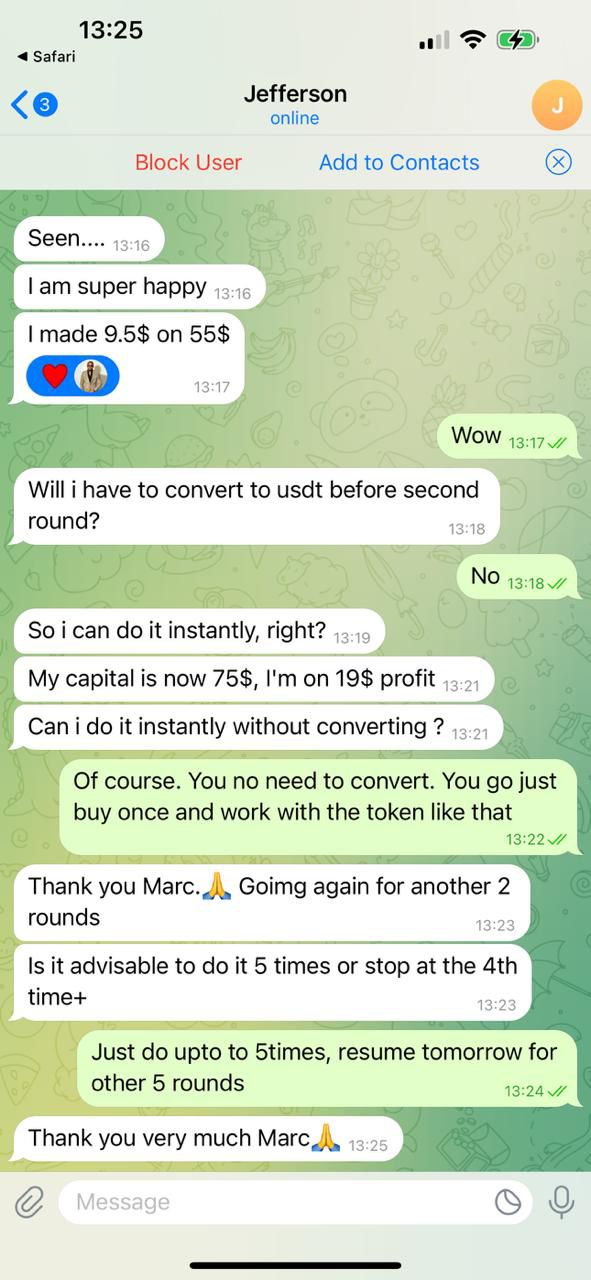 13:25
◀ Safari
3
Jefferson
online
J
Block User
Add to Contacts
Seen.... 13:16
I am super happy 13:16
I made 9.5$ on 55$
13:17
Wow 13:17
Will i have to convert to usdt before second
round?
13:18
No 13:18
So i can do it instantly, right? 13:19
My capital is now 75$, I'm on 19$ profit 13:21
Can i do it instantly without converting ? 13:21
Of course. You no need to convert. You go just
buy once and work with the token like that
13:22
Thank you Marc.🙏 Goimg again for another 2
rounds
13:23
Is it advisable to do it 5 times or stop at the 4th
time+
13:23
Just do upto to 5times, resume tomorrow for
other 5 rounds
13:24
Thank you very much Marc🙏 13:25
Message